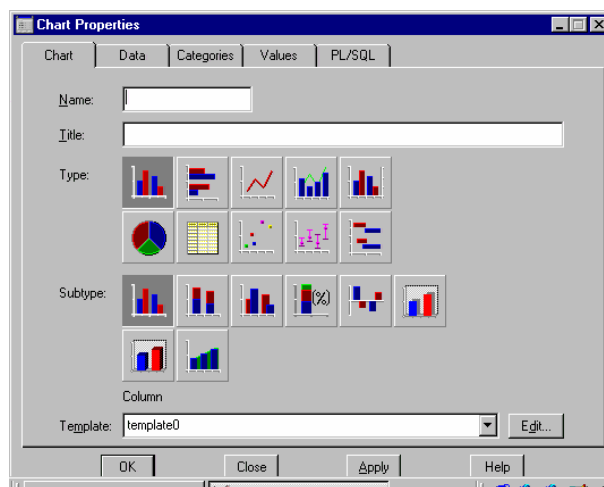 Chart Properties
Chart Data Categories Values PL/SQL
Name:
Title:
Type:
Subtype:
(%)
Column
Template: template0 Edit...
OK Close Apply Help